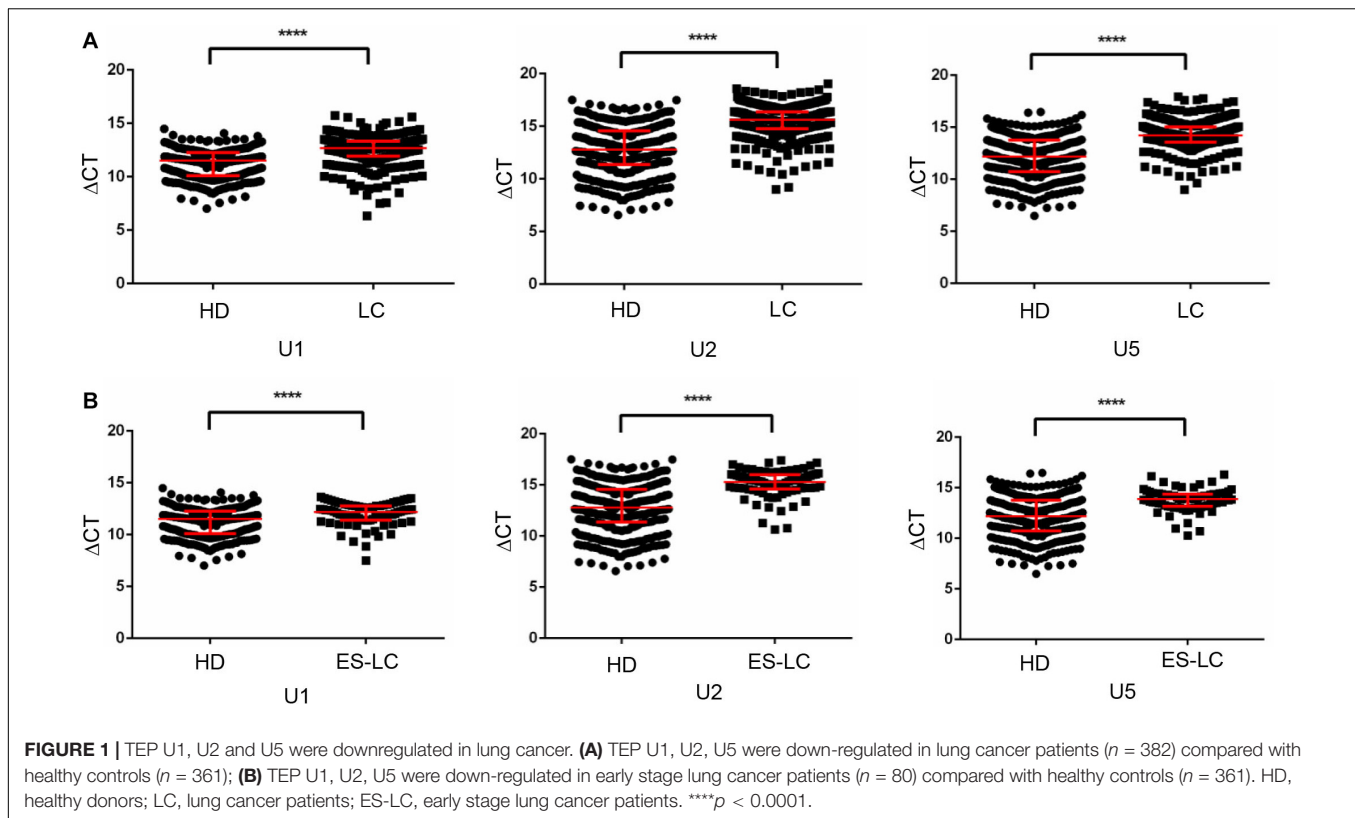 A
**** **** ****
20 20 20
15 15 15
ΔCT ΔCT ΔCT
10 10 10
5 5 5
0 0 0
HD LC HD LC HD LC
U1 U2 U5
B
**** **** ****
20 20 20
15 15 15
ΔCT ΔCT ΔCT
10 10 10
5 5 5
0 0 0
HD ES-LC HD ES-LC HD ES-LC
U1 U2 U5
FIGURE 1 | TEP U1, U2 and U5 were downregulated in lung cancer. (A) TEP U1, U2, U5 were down-regulated in lung cancer patients (n = 382) compared with
healthy controls (n = 361); (B) TEP U1, U2, U5 were down-regulated in early stage lung cancer patients (n = 80) compared with healthy controls (n = 361). HD,
healthy donors; LC, lung cancer patients; ES-LC, early stage lung cancer patients. ****p < 0.0001.